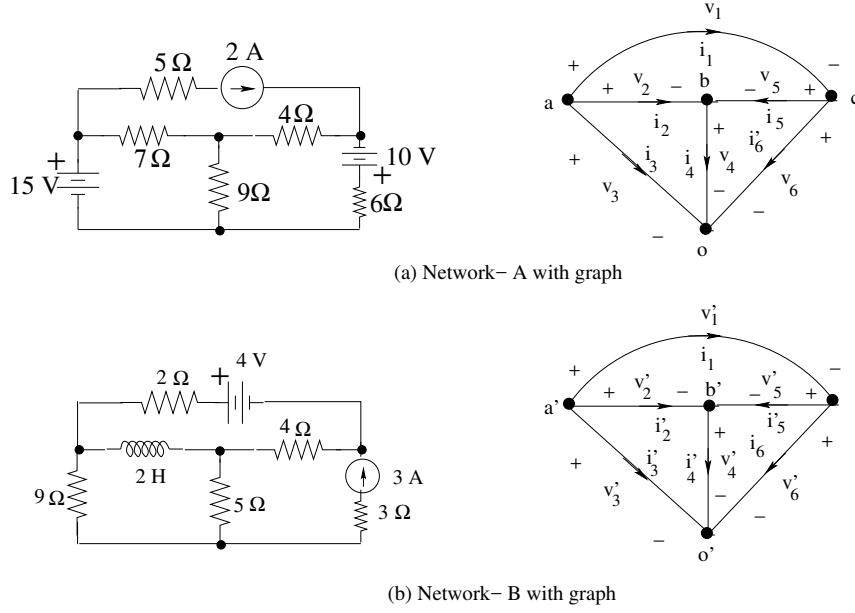 2 A
5 Ω
4 Ω
7Ω
+
15 V
9Ω
10 V
+
6Ω
v1
i1
+ −
a + v2 − b − v5 + c
i2 i5
+ + i'6 +
i3 i4 v4
v3 v6
− − −
o
(a) Network− A with graph
4 V
2 Ω +
4 Ω
2 H
9 Ω
5 Ω
3 A
3 Ω
v'1
i1
+ −
a' + v'2 − b' − v'5 +
i'2 i'5
+ + i6 +
i'3 i'4 v'4
v'3 v'6
− − −
o'
(b) Network− B with graph